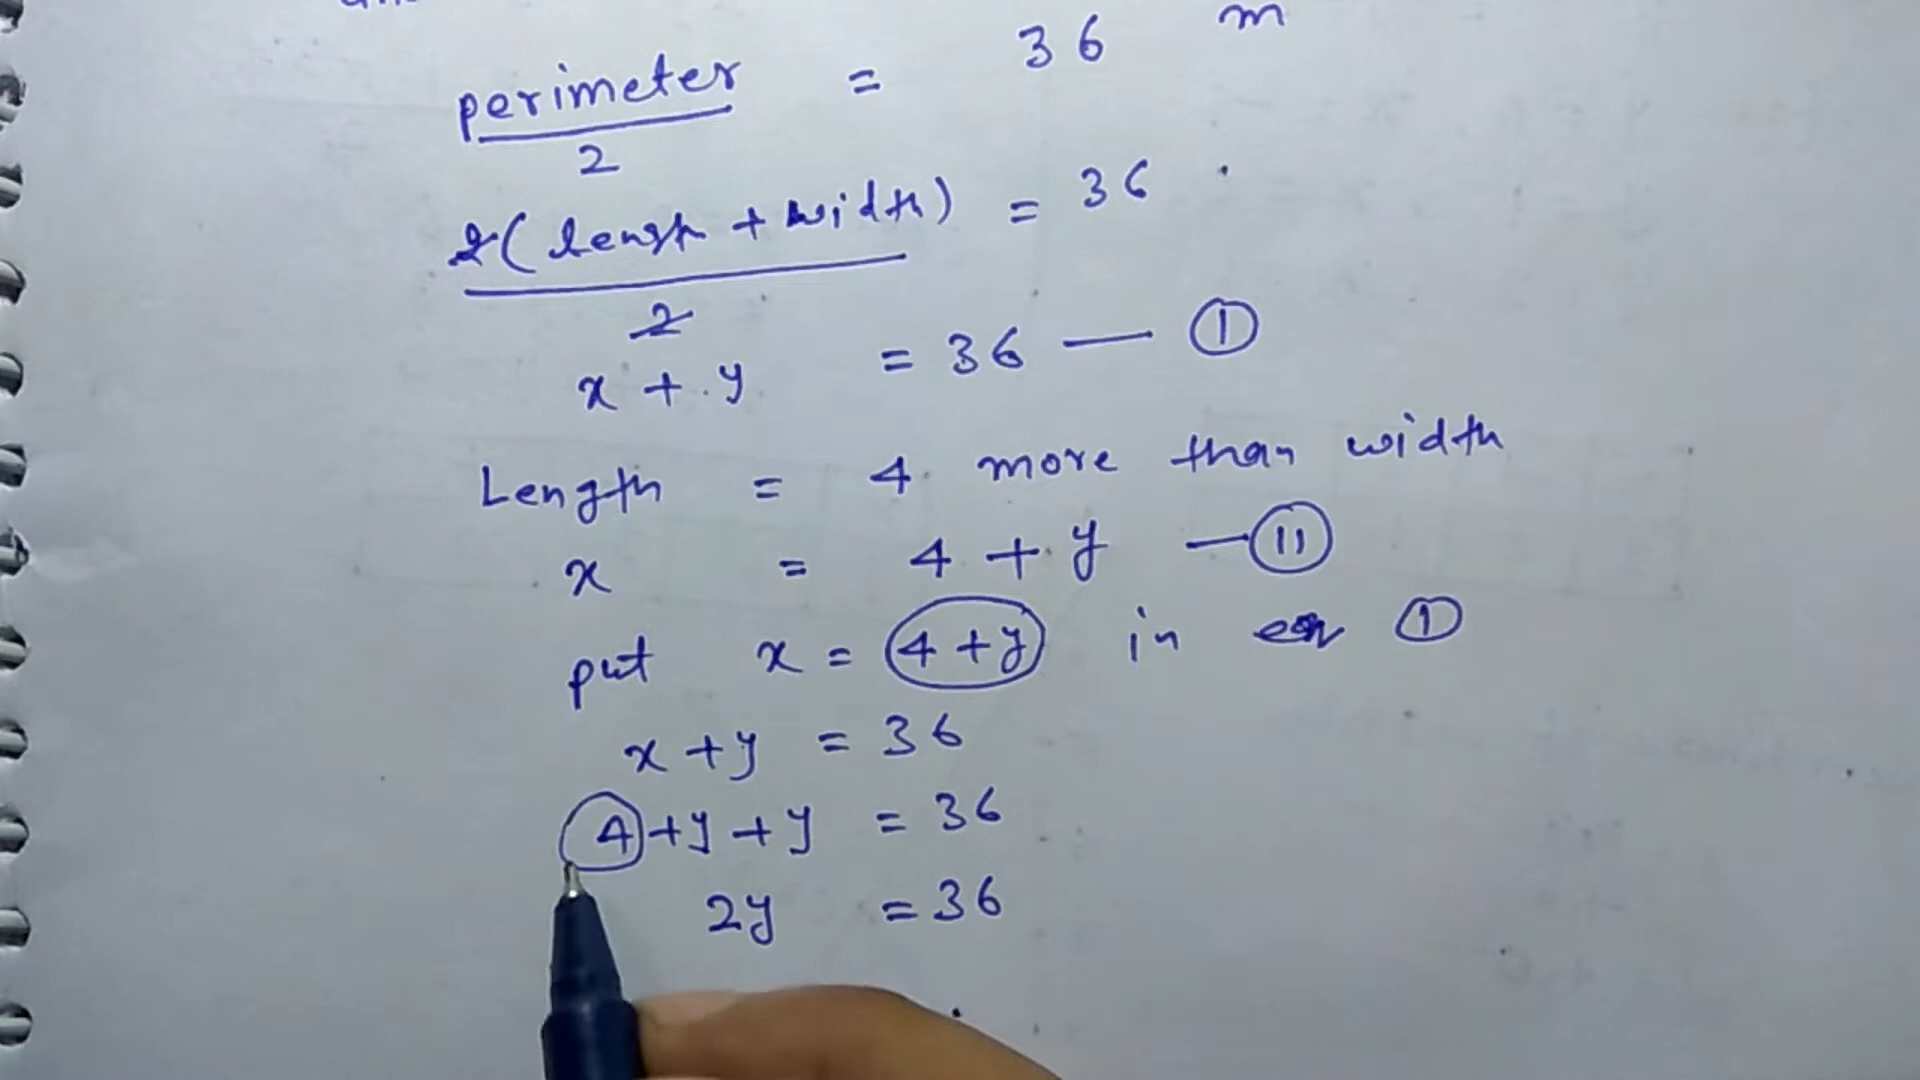 perimeter/2 = 36 m
2(length + width)/2 = 36
x + y = 36 — ①
Length = 4 more than width
x = 4 + y — ⑪
put x = 4 + y in eq ①
x + y = 36
4 + y + y = 36
2y = 36